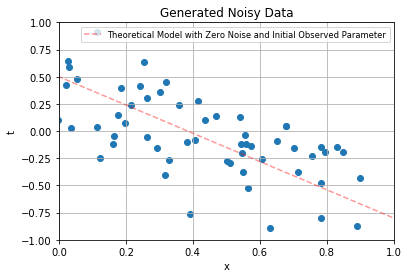 Generated Noisy Data
Theoretical Model with Zero Noise and Initial Observed Parameter
1.00
0.75
0.50
0.25
0.00
−0.25
−0.50
−0.75
−1.00
t
0.0 0.2 0.4 0.6 0.8 1.0
x